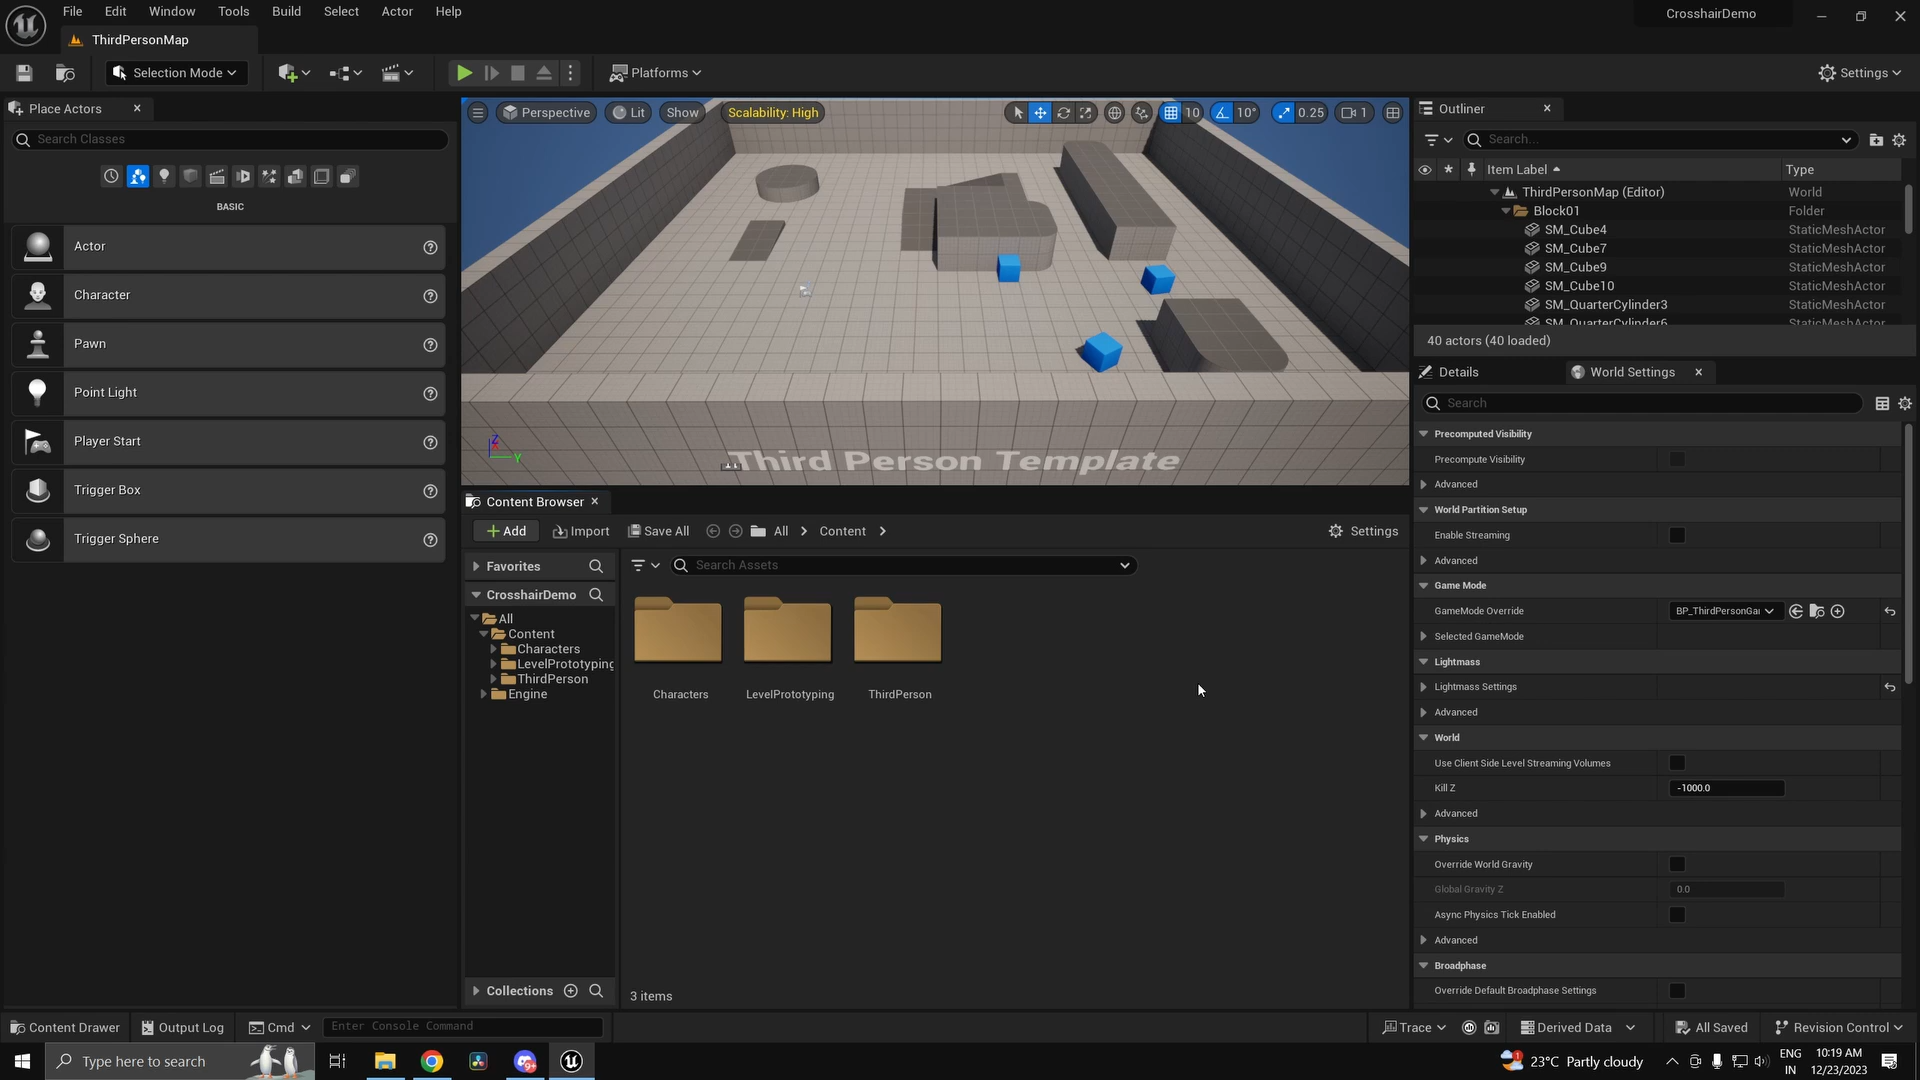 File Edit Window Tools Build Select Actor Help
CrosshairDemo
ThirdPersonMap
Selection Mode
Platforms
Settings
Place Actors
Search Classes
BASIC
Actor
Character
Pawn
Point Light
Player Start
Trigger Box
Trigger Sphere
Perspective Lit Show Scalability: High 10 10° 0.25 1
Third Person Template
Content Browser
Add Import Save All All Content Settings
Favorites
Search Assets
CrosshairDemo
All
Content
Characters
LevelPrototyping
ThirdPerson
Engine
Characters LevelPrototyping ThirdPerson
Collections
3 items
Outliner
Search...
Item Label Type
ThirdPersonMap (Editor) World
Block01 Folder
SM_Cube4 StaticMeshActor
SM_Cube7 StaticMeshActor
SM_Cube9 StaticMeshActor
SM_Cube10 StaticMeshActor
SM_QuarterCylinder3 StaticMeshActor
SM_QuarterCylinder6 StaticMeshActor
40 actors (40 loaded)
Details World Settings
Search
Precomputed Visibility
Precompute Visibility
Advanced
World Partition Setup
Enable Streaming
Advanced
Game Mode
GameMode Override BP_ThirdPersonGa
Selected GameMode
Lightmass
Lightmass Settings
Advanced
World
Use Client Side Level Streaming Volumes
Kill Z -1000.0
Advanced
Physics
Override World Gravity
Global Gravity Z 0.0
Async Physics Tick Enabled
Advanced
Broadphase
Override Default Broadphase Settings
Content Drawer Output Log Cmd Enter Console Command Trace Derived Data All Saved Revision Control
Type here to search
23°C Partly cloudy
ENG
IN
10:19 AM
12/23/2023